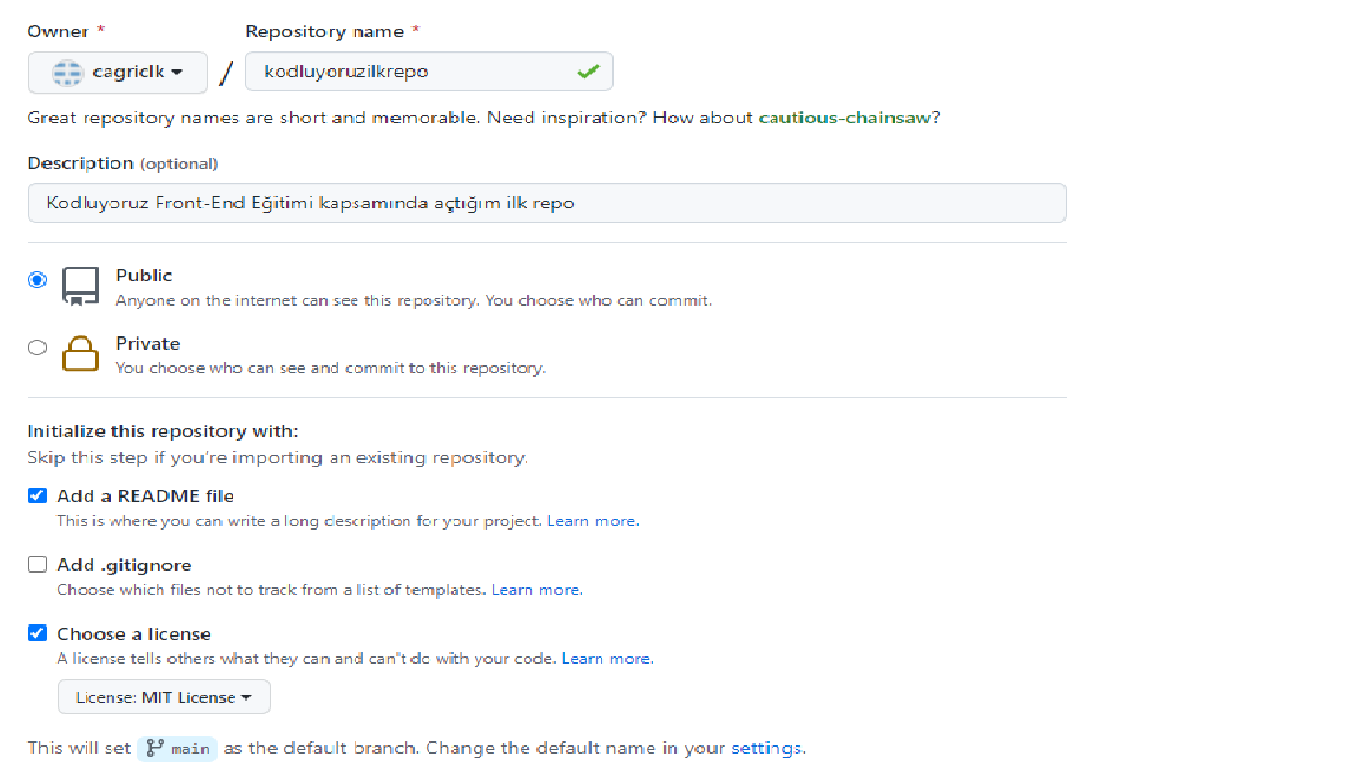 Owner *
Repository name *
cagriclk
/
kodluyoruzilkrepo
Great repository names are short and memorable. Need inspiration? How about cautious-chainsaw?
Description (optional)
Kodluyoruz Front-End Eğitimi kapsamında açtığım ilk repo
Public
Anyone on the internet can see this repository. You choose who can commit.
Private
You choose who can see and commit to this repository.
Initialize this repository with:
Skip this step if you're importing an existing repository.
Add a README file
This is where you can write a long description for your project. Learn more.
Add .gitignore
Choose which files not to track from a list of templates. Learn more.
Choose a license
A license tells others what they can and can't do with your code. Learn more.
License: MIT License
This will set main as the default branch. Change the default name in your settings.